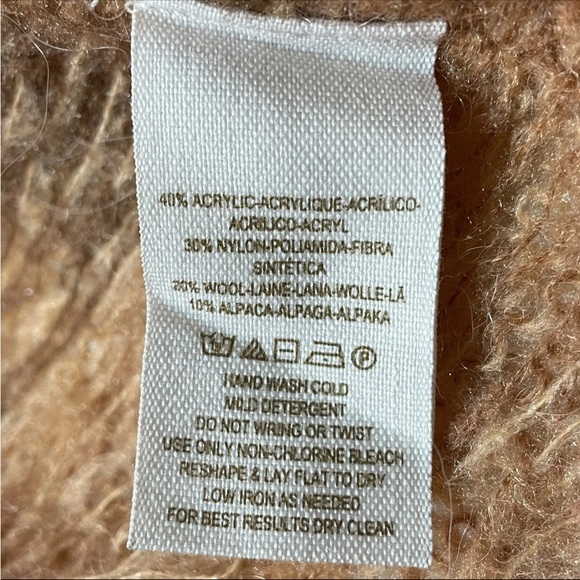 40% ACRYLIC-ACRYLIQUE-ACRÍLICO-
ACRILICO-ACRYL
30% NYLON-POLIAMIDA-FIBRA
SINTÉTICA
20% WOOL-LAINE-LANA-WOLLE-LÃ
10% ALPACA-ALPAGA-ALPAKA
P
HAND WASH COLD
MILD DETERGENT
DO NOT WIRING OR TWIST
USE ONLY NON-CHLORINE BLEACH
RESHAPE & LAY FLAT TO DRY
LOW IRON AS NEEDED
FOR BEST RESULTS DRY CLEAN